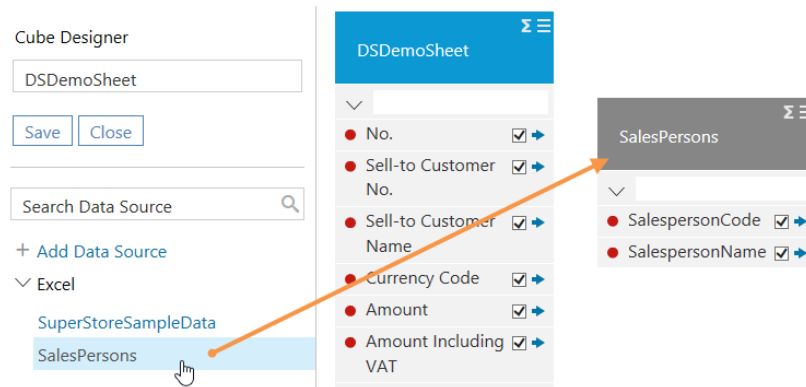 Cube Designer
DSDemoSheet
Save
Close
Search Data Source
+ Add Data Source
Excel
SuperStoreSampleData
SalesPersons
DSDemoSheet
No.
Sell-to Customer
No.
Sell-to Customer
Name
Currency Code
Amount
Amount Including
VAT
SalesPersons
SalespersonCode
SalespersonName